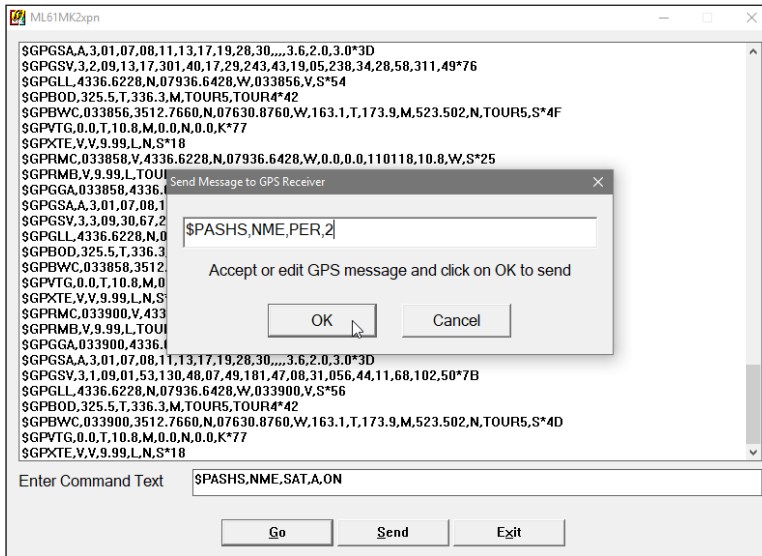 ML61MK2xpn
$GPGSA,A,3,01,07,08,11,13,17,19,28,30,,,,3.6,2.0,3.0*3D
$GPGSV,3,2,09,13,17,301,40,17,29,243,43,19,05,238,34,28,58,311,49*76
$GPGLL,4336.6228,N,07936.6428,W,033856,V,S*54
$GPBOD,325.5,T,336.3,M,TOUR5,TOUR4*42
$GPBWC,033856,3512.7660,N,07630.8760,W,163.1,T,173.9,M,523.502,N,TOUR5,S*4F
$GPVTG,0.0,T,10.8,M,0.0,N,0.0,K*77
$GPXTE,V,V,9.99,L,N,S*18
$GPRMC,033858,V,4336.6228,N,07936.6428,W,0.0,0.0,110118,10.8,W,S*25
$GPRMB,V,9.99,L,TOU
$GPGGA,033858,4336.
$GPGSA,A,3,01,07,08,1
$GPGSV,3,3,09,30,67,2
$GPGLL,4336.6228,N,0
$GPBOD,325.5,T,336.3
$GPBWC,033858,3512.
$GPVTG,0.0,T,10.8,M,0
$GPXTE,V,V,9.99,L,N,S
$GPRMC,033900,V,433
$GPRMB,V,9.99,L,TOU
$GPGGA,033900,4336.
Send Message to GPS Receiver
$PASHS,NME,PER,2
Accept or edit GPS message and click on OK to send
OK Cancel
$GPGSA,A,3,01,07,08,11,13,17,19,28,30,,,,3.6,2.0,3.0*3D
$GPGSV,3,1,09,01,53,130,48,07,49,181,47,08,31,056,44,11,68,102,50*7B
$GPGLL,4336.6228,N,07936.6428,W,033900,V,S*56
$GPBOD,325.5,T,336.3,M,TOUR5,TOUR4*42
$GPBWC,033900,3512.7660,N,07630.8760,W,163.1,T,173.9,M,523.502,N,TOUR5,S*4D
$GPVTG,0.0,T,10.8,M,0.0,N,0.0,K*77
$GPXTE,V,V,9.99,L,N,S*18
Enter Command Text $PASHS,NME,SAT,A,ON
Go Send Exit